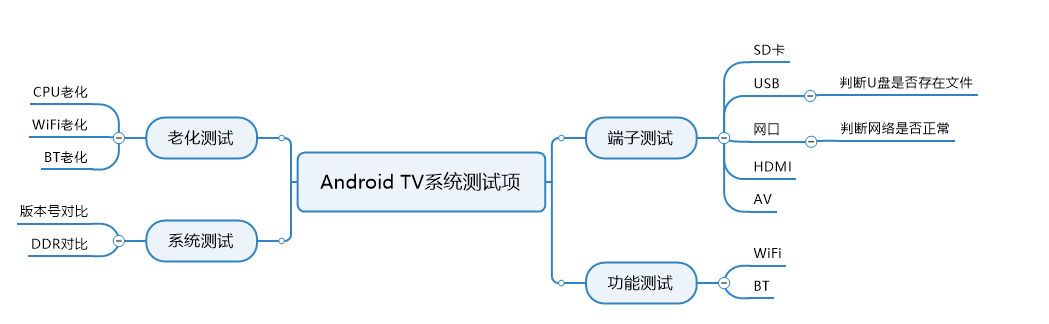 Android TV系统测试项
老化测试
CPU老化
WiFi老化
BT老化
系统测试
版本号对比
DDR对比
端子测试
SD卡
USB
判断U盘是否存在文件
网口
判断网络是否正常
HDMI
AV
功能测试
WiFi
BT